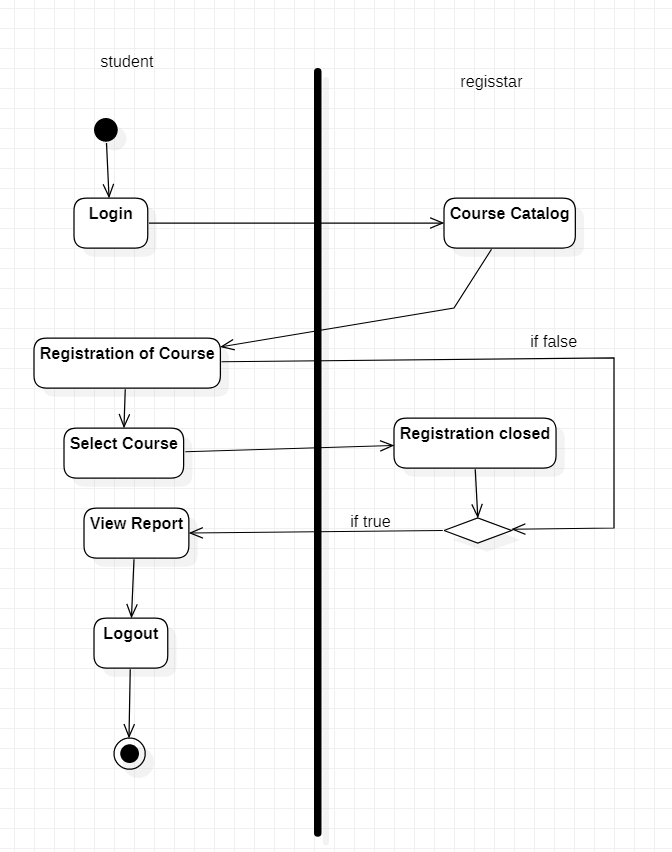 student
regisstar
Login
Course Catalog
if false
Registration of Course
Registration closed
Select Course
if true
View Report
Logout